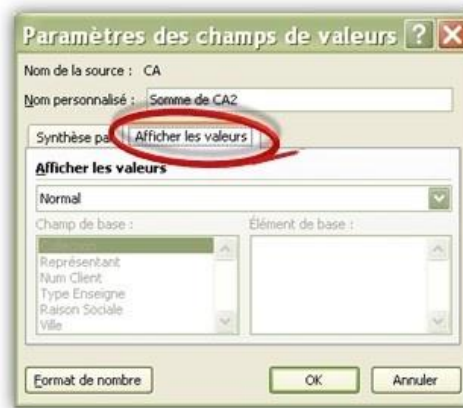 Paramètres des champs de valeurs
Nom de la source : CA
Nom personnalisé : Somme de CA2
Synthèse pa Afficher les valeurs
Afficher les valeurs
Normal
Champ de base : Élément de base :
Représentant
Num Client
Type Enseigne
Raison Sociale
Ville
Format de nombre OK Annuler